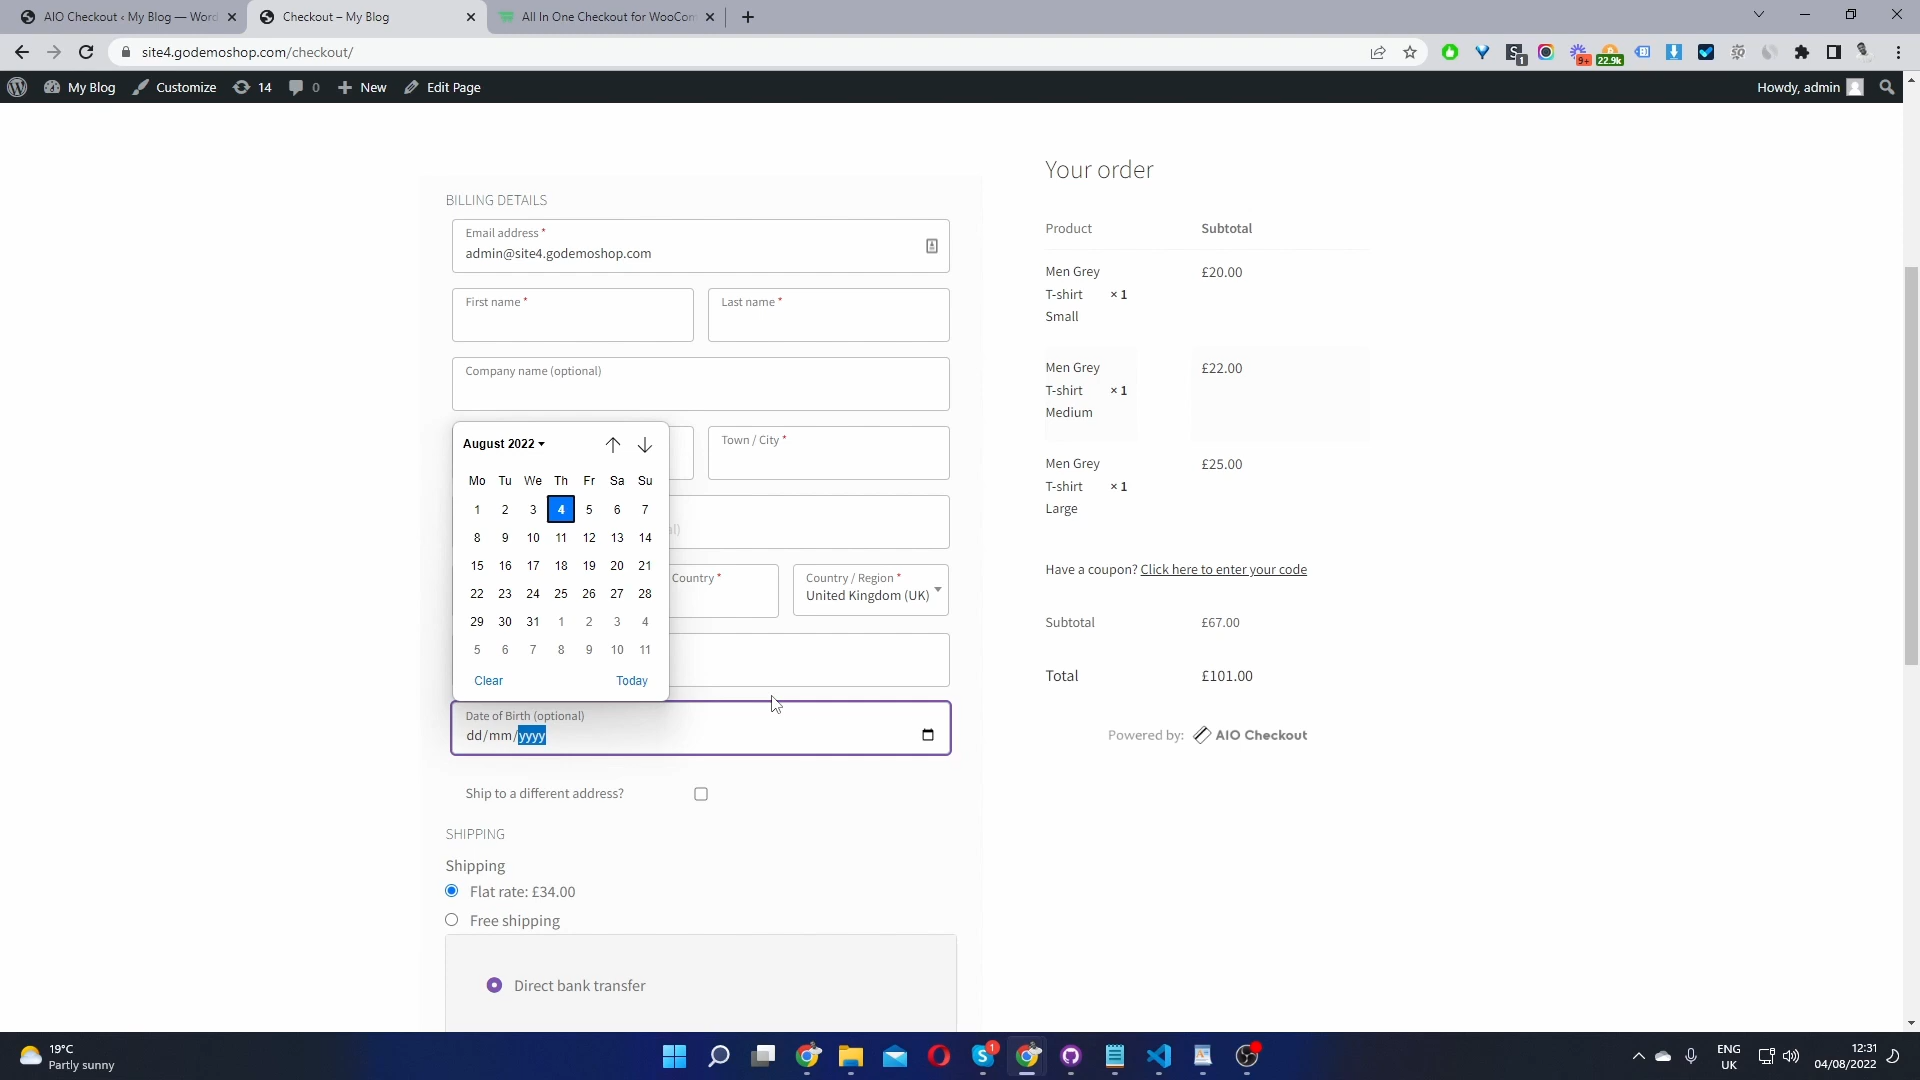 AIO Checkout ‹ My Blog — Word
Checkout – My Blog
All In One Checkout for WooCom
site4.godemoshop.com/checkout/
1
9+
22.9k
My Blog
Customize
14
0
New
Edit Page
Howdy, admin
BILLING DETAILS
Email address *
admin@site4.godemoshop.com
First name *
Last name *
Company name (optional)
Town / City *
August 2022
Mo Tu We Th Fr Sa Su
1 2 3 4 5 6 7
8 9 10 11 12 13 14
15 16 17 18 19 20 21
22 23 24 25 26 27 28
29 30 31 1 2 3 4
5 6 7 8 9 10 11
Clear Today
Country *
Country / Region *
United Kingdom (UK)
Date of Birth (optional)
dd/mm/yyyy
Ship to a different address?
SHIPPING
Shipping
Flat rate: £34.00
Free shipping
Direct bank transfer
Your order
Product Subtotal
Men Grey
T-shirt × 1
Small
£20.00
Men Grey
T-shirt × 1
Medium
£22.00
Men Grey
T-shirt × 1
Large
£25.00
Have a coupon? Click here to enter your code
Subtotal £67.00
Total £101.00
Powered by: AIO Checkout
19°C
Partly sunny
1
ENG
UK
12:31
04/08/2022